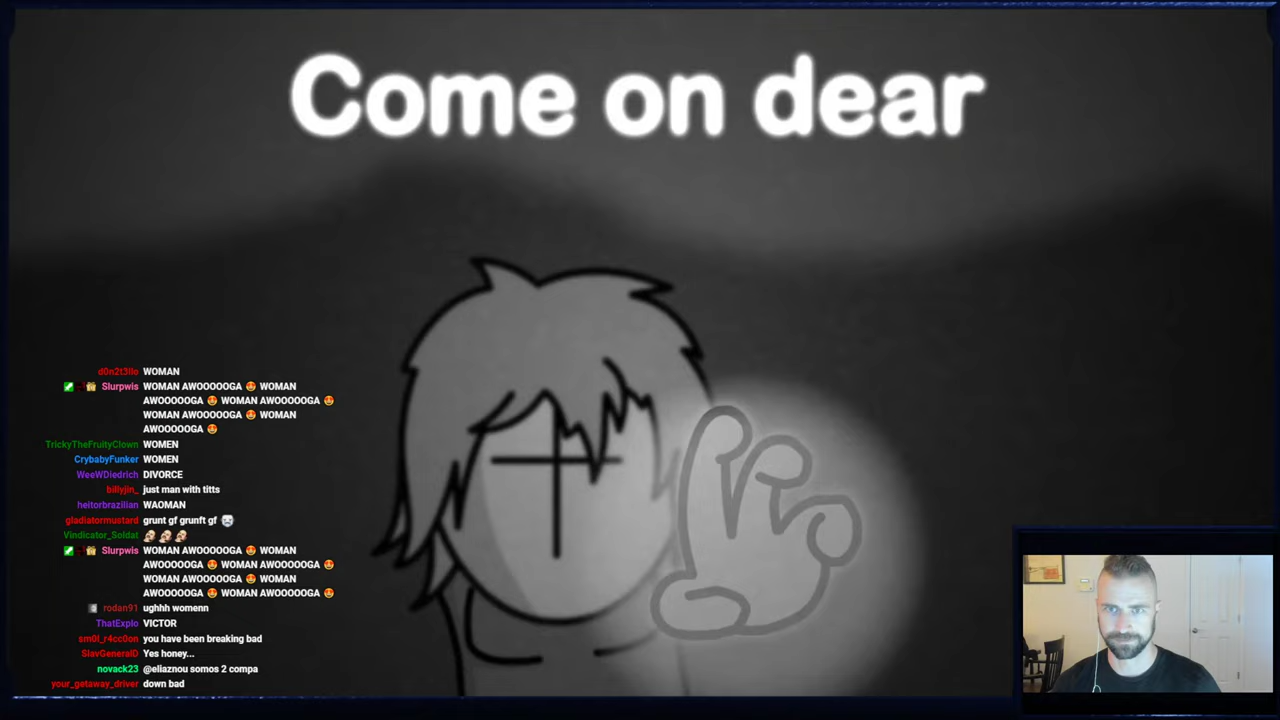 Come on dear
d0n2t3llo WOMAN
Slurpwis WOMAN AWOOOOOGA 😍 WOMAN
AWOOOOOGA 😍 WOMAN AWOOOOOGA 😍
WOMAN AWOOOOOGA 😍 WOMAN
AWOOOOOGA 😍
TrickyTheFruityClown WOMEN
CrybabyFunker WOMEN
WeeWDiedrich DIVORCE
billyjin_ just man with titts
heitorbrazilian WAOMAN
gladiatormustard grunt gf grunft gf
Vindicator_Soldat
Slurpwis WOMAN AWOOOOOGA 😍 WOMAN
AWOOOOOGA 😍 WOMAN AWOOOOOGA 😍
WOMAN AWOOOOOGA 😍 WOMAN
AWOOOOOGA 😍 WOMAN AWOOOOOGA 😍
rodan91 ughhh womenn
ThatExplo VICTOR
sm0l_r4cc0on you have been breaking bad
SlavGeneralD Yes honey...
novack23 @eliaznou somos 2 compa
your_getaway_driver down bad